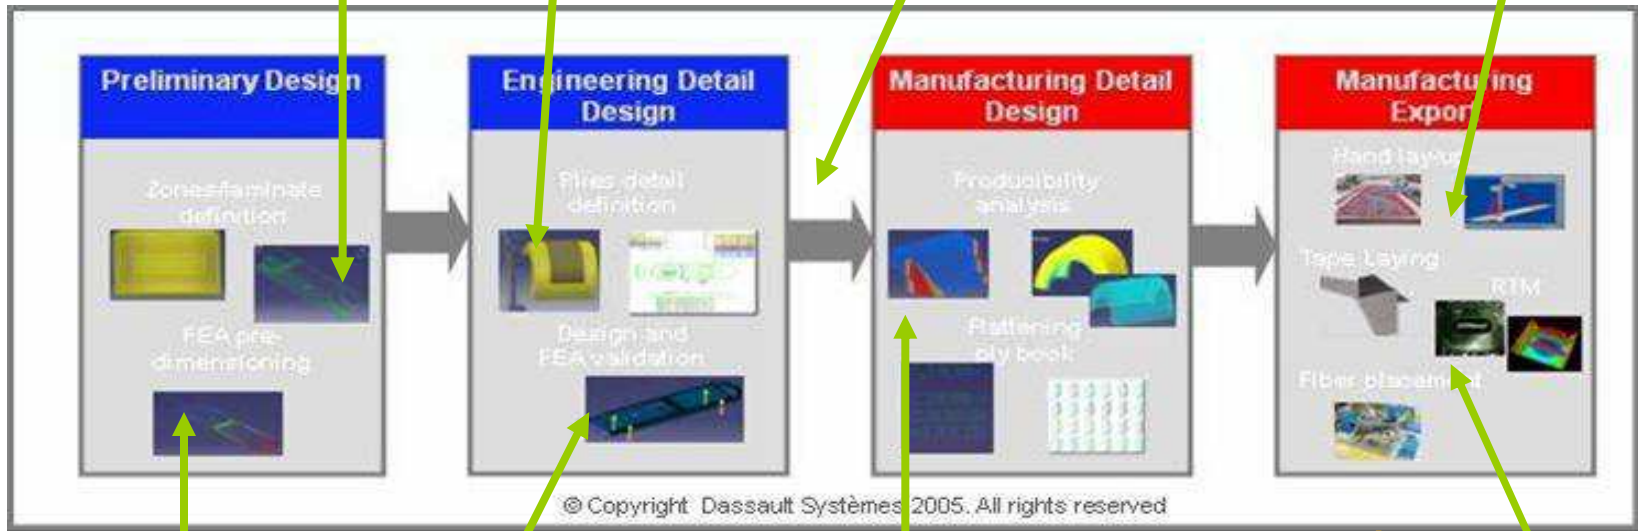 Preliminary Design
Zones/laminate
definition
FEA pre-
dimensioning
Engineering Detail
Design
Plies detail
definition
Design and
FEA validation
Manufacturing Detail
Design
Producibility
analysis
Flattening
ply book
Manufacturing
Export
Hand lay-up
Tape Laying
RTM
Fiber placement
© Copyright Dassault Systèmes 2005. All rights reserved